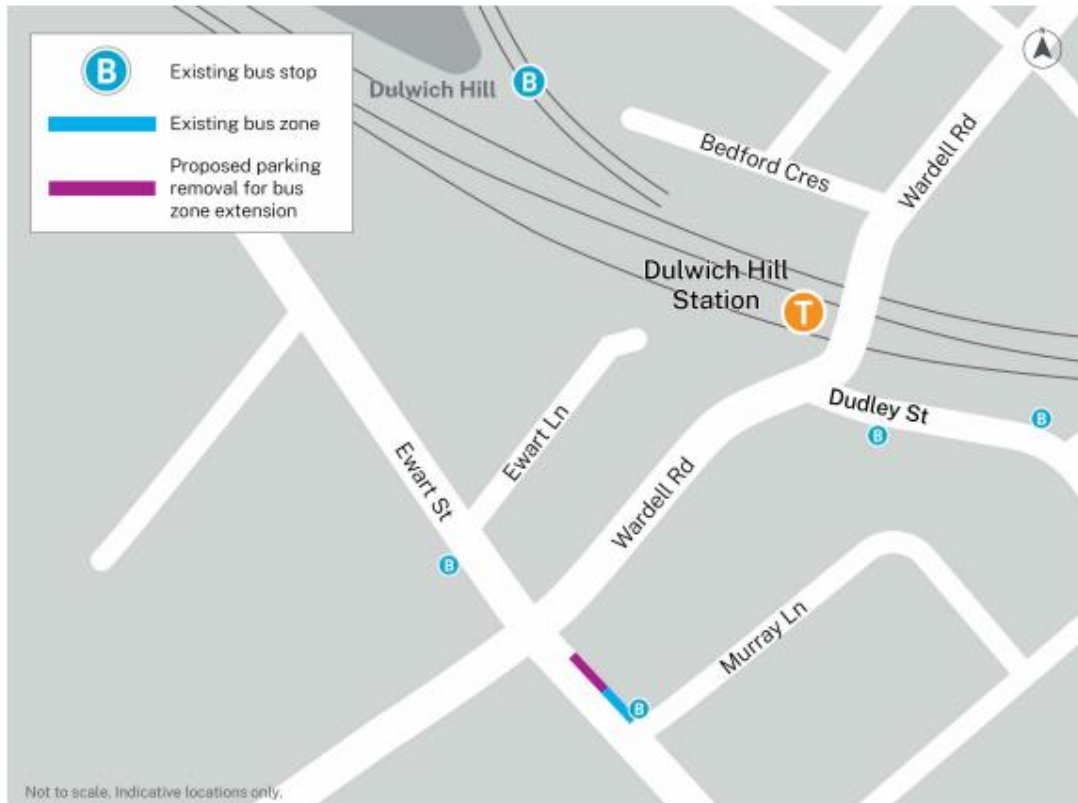 B
Existing bus stop
Existing bus zone
Proposed parking
removal for bus
zone extension
N
Dulwich Hill
B
Bedford Cres
Wardell Rd
Dulwich Hill
Station
T
Dudley St
B
B
Ewart Ln
Ewart St
Wardell Rd
B
Murray Ln
B
Not to scale. Indicative locations only.